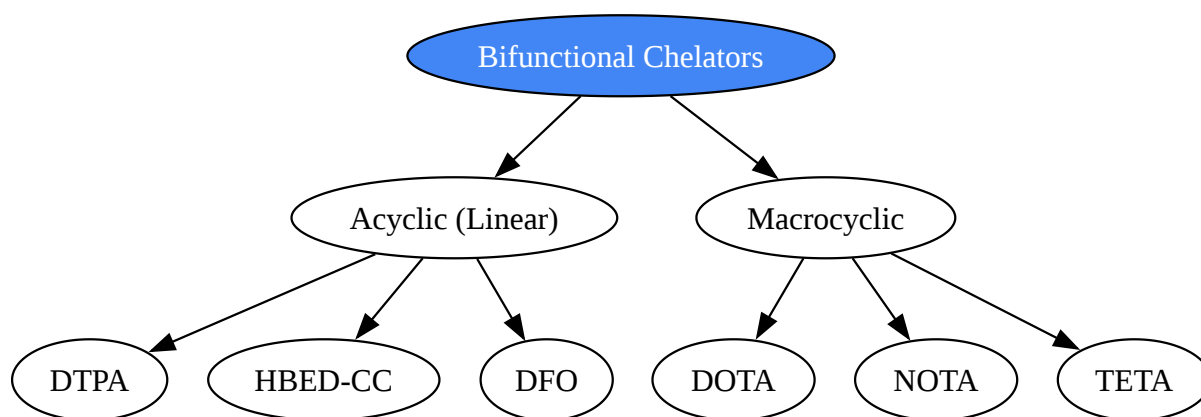 Bifunctional Chelators
Acyclic (Linear)
Macrocyclic
DTPA
HBED-CC
DFO
DOTA
NOTA
TETA